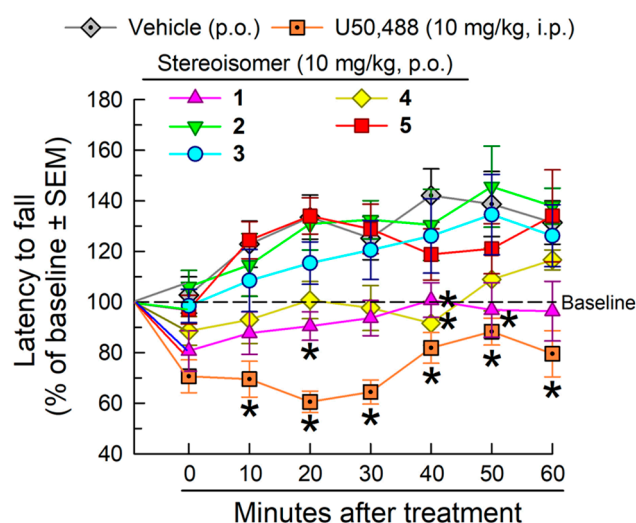 Vehicle (p.o.) U50,488 (10 mg/kg, i.p.)
Stereoisomer (10 mg/kg, p.o.)
1 4
2 5
3
Latency to fall
(% of baseline ± SEM)
180
160
140
120
100
80
60
40
Baseline
* * * * * * * * * *
0 10 20 30 40 50 60
Minutes after treatment